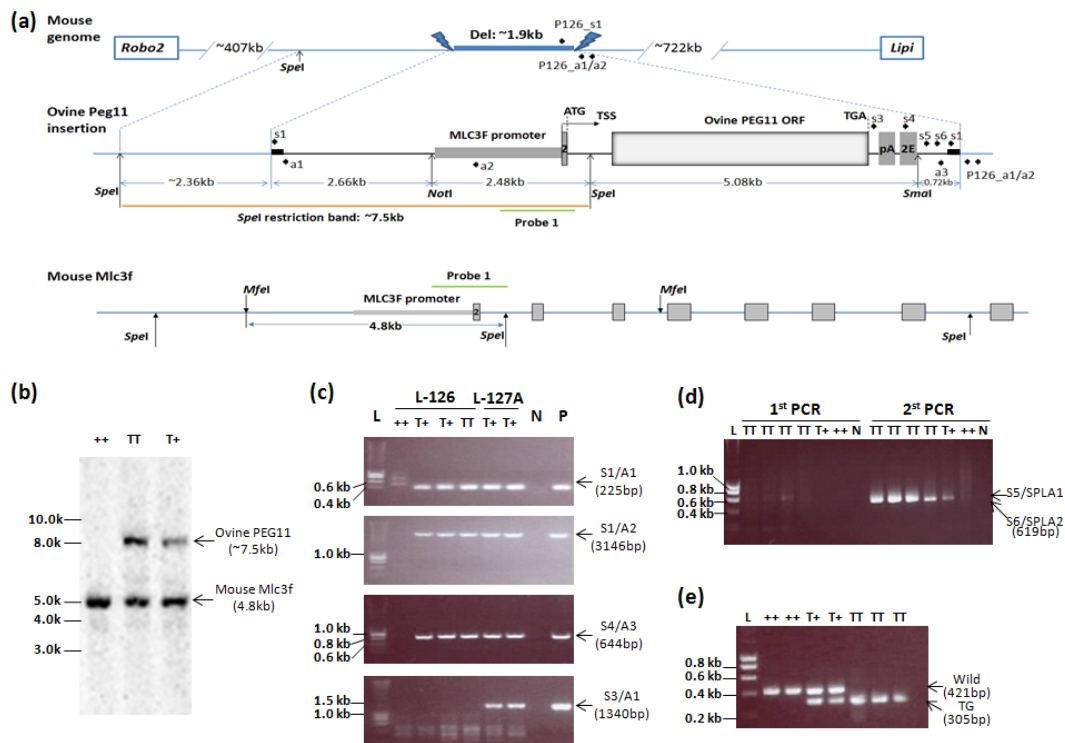 (a)
Mouse genome
Robo2
~407kb
SpeI
Del: ~1.9kb
P126_s1
P126_a1/a2
~722kb
Lipi
Ovine Peg11 insertion
s1
a1
MLC3F promoter
a2
ATG
2
TSS
Ovine PEG11 ORF
TGA
s3
pA
s4
2E
s5 s6 s1
a3
P126_a1/a2
SpeI
~2.36kb
2.66kb
NotI
2.48kb
SpeI
5.08kb
SmaI
0.72kb
SpeI restriction band: ~7.5kb
Probe 1
Mouse Mlc3f
Probe 1
MfeI
MLC3F promoter
2
MfeI
SpeI
4.8kb
SpeI
SpeI
(b)
++ TT T+
10.0k
8.0k
5.0k
4.0k
3.0k
Ovine PEG11
(~7.5kb)
Mouse Mlc3f
(4.8kb)
(c)
L-126 L-127A
L ++ T+ T+ TT T+ T+ N P
0.6 kb
0.4 kb
S1/A1
(225bp)
1.0kb
S1/A2
(3146bp)
1.0 kb
0.8 kb
0.6 kb
S4/A3
(644bp)
1.5 kb
1.0 kb
S3/A1
(1340bp)
(d)
1st PCR 2st PCR
L TT TT TT TT T+ ++ N TT TT TT TT T+ ++ N
1.0 kb
0.8 kb
0.6 kb
0.4 kb
S5/SPLA1
S6/SPLA2
(619bp)
(e)
L ++ ++ T+ T+ TT TT TT
0.8 kb
0.6 kb
0.4 kb
0.2 kb
Wild
(421bp)
TG
(305bp)